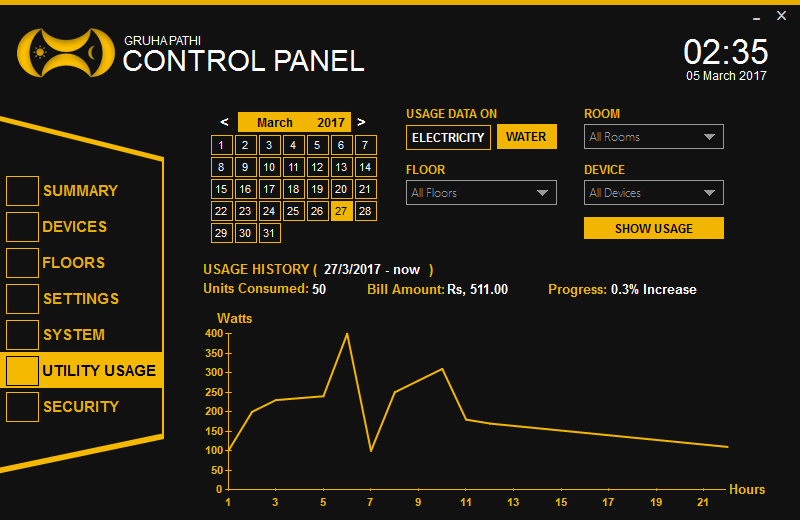 GRUHAPATHI
CONTROL PANEL
02:35
05 March 2017
< March 2017 >
1 2 3 4 5 6 7
8 9 10 11 12 13 14
15 16 17 18 19 20 21
22 23 24 25 26 27 28
29 30 31
USAGE DATA ON
ELECTRICITY WATER
ROOM
All Rooms
FLOOR
All Floors
DEVICE
All Devices
SHOW USAGE
SUMMARY
DEVICES
FLOORS
SETTINGS
SYSTEM
UTILITY USAGE
SECURITY
USAGE HISTORY ( 27/3/2017 - now )
Units Consumed: 50 Bill Amount: Rs, 511.00 Progress: 0.3% Increase
Watts
400
350
300
250
200
150
100
50
0
1 3 5 7 9 11 13 15 17 19 21
Hours